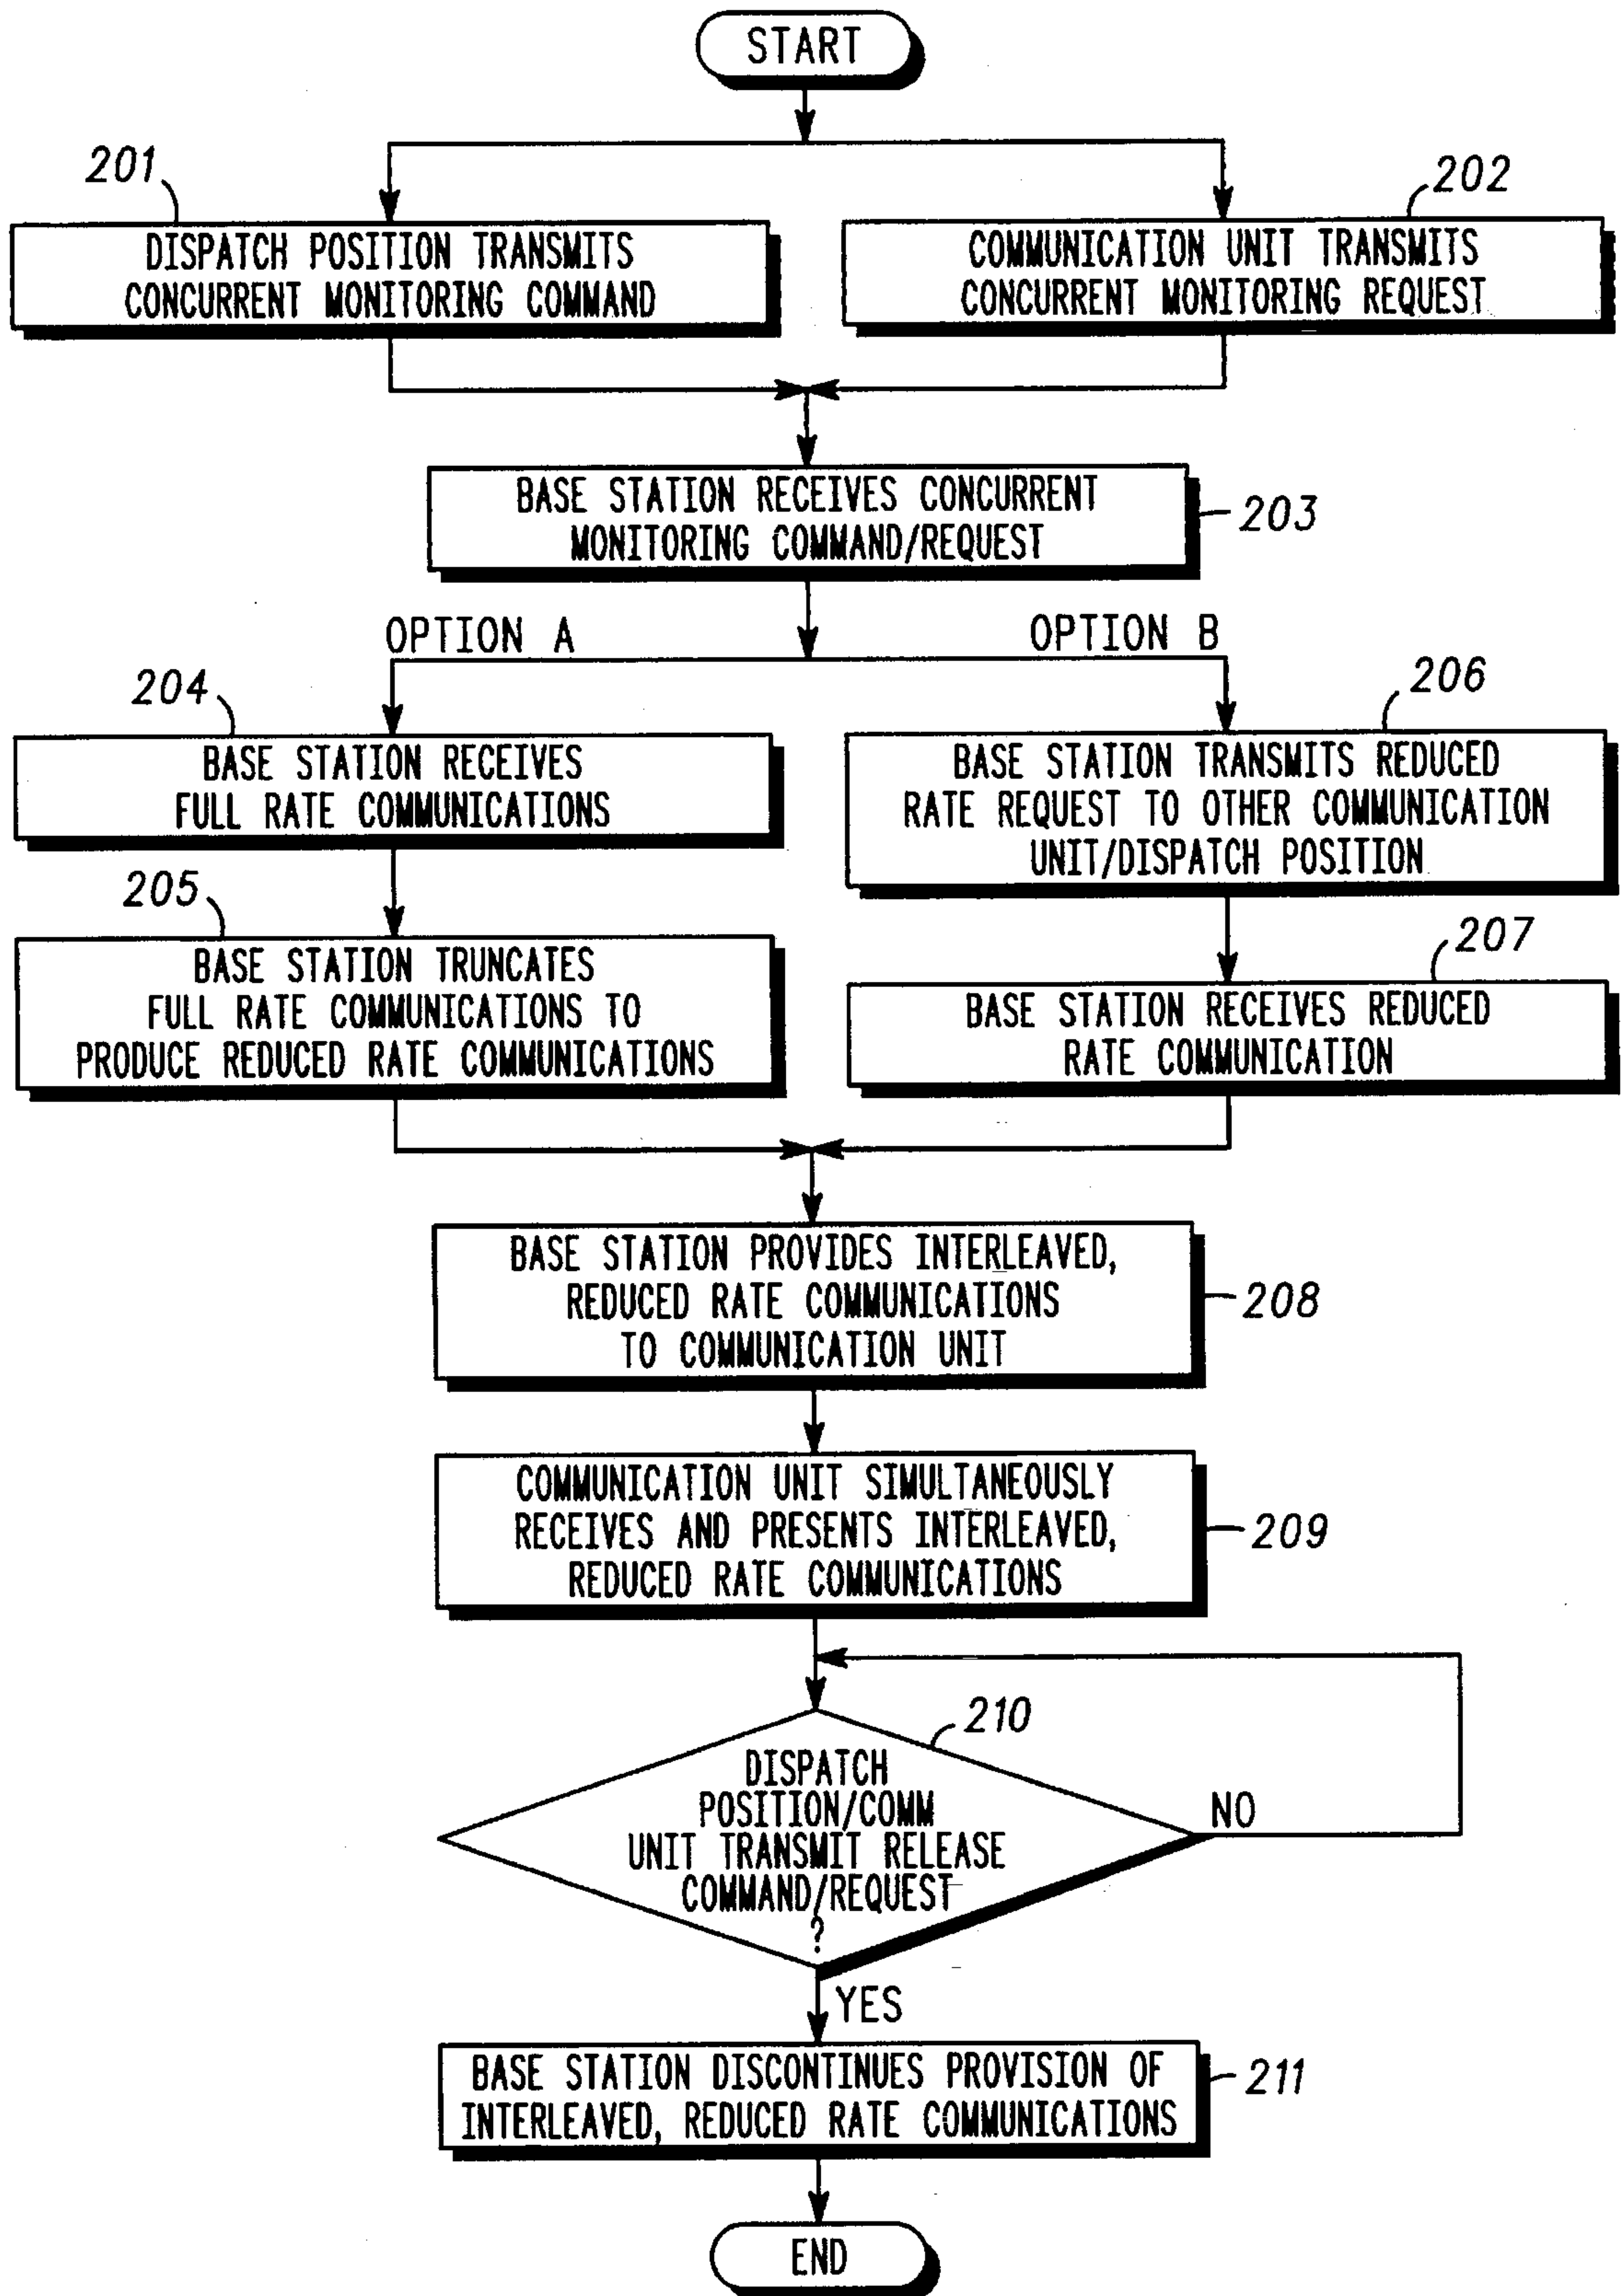 START
201
202
DISPATCH POSITION TRANSMITS
CONCURRENT MONITORING COMMAND
COMMUNICATION UNIT TRANSMITS
CONCURRENT MONITORING REQUEST
BASE STATION RECEIVES CONCURRENT
MONITORING COMMAND/REQUEST
203
OPTION A
OPTION B
204
BASE STATION RECEIVES
FULL RATE COMMUNICATIONS
205
BASE STATION TRUNCATES
FULL RATE COMMUNICATIONS TO
PRODUCE REDUCED RATE COMMUNICATIONS
206
BASE STATION TRANSMITS REDUCED
RATE REQUEST TO OTHER COMMUNICATION
UNIT/DISPATCH POSITION
207
BASE STATION RECEIVES REDUCED
RATE COMMUNICATION
BASE STATION PROVIDES INTERLEAVED,
REDUCED RATE COMMUNICATIONS
TO COMMUNICATION UNIT
208
COMMUNICATION UNIT SIMULTANEOUSLY
RECEIVES AND PRESENTS INTERLEAVED,
REDUCED RATE COMMUNICATIONS
209
210
DISPATCH
POSITION/COMM
UNIT TRANSMIT RELEASE
COMMAND/REQUEST
?
NO
YES
BASE STATION DISCONTINUES PROVISION OF
INTERLEAVED, REDUCED RATE COMMUNICATIONS
211
END